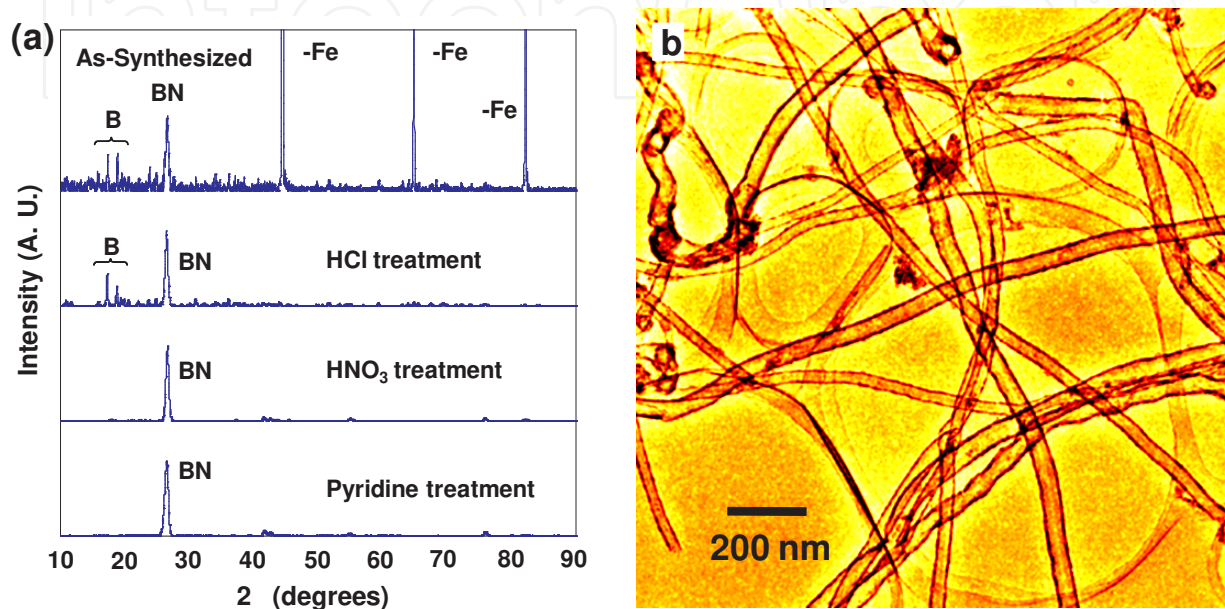 (a)
As-Synthesized
-Fe
-Fe
-Fe
B
BN
B
BN
HCl treatment
BN
HNO₃ treatment
BN
Pyridine treatment
Intensity (A. U.)
10 20 30 40 50 60 70 80 90
2 (degrees)
b
200 nm